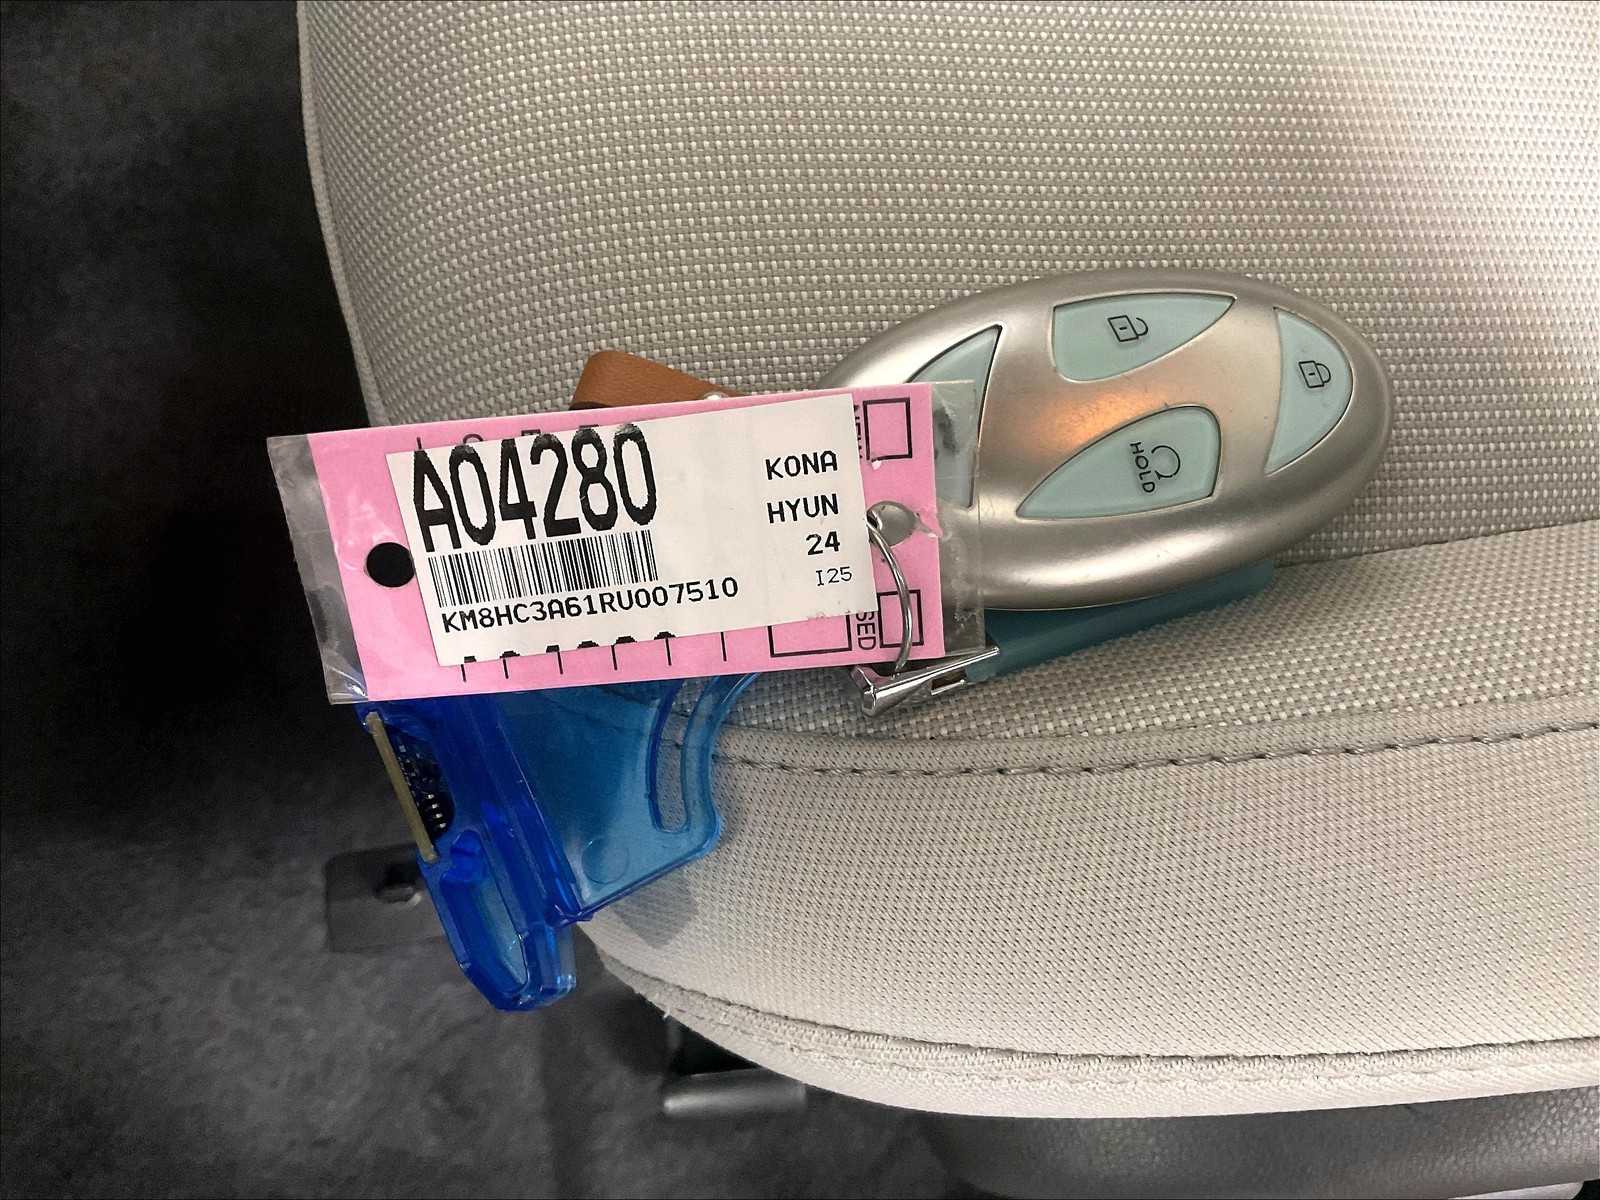 A04280
KM8HC3A61RU007510
KONA
HYUN
24
I25
HOLD